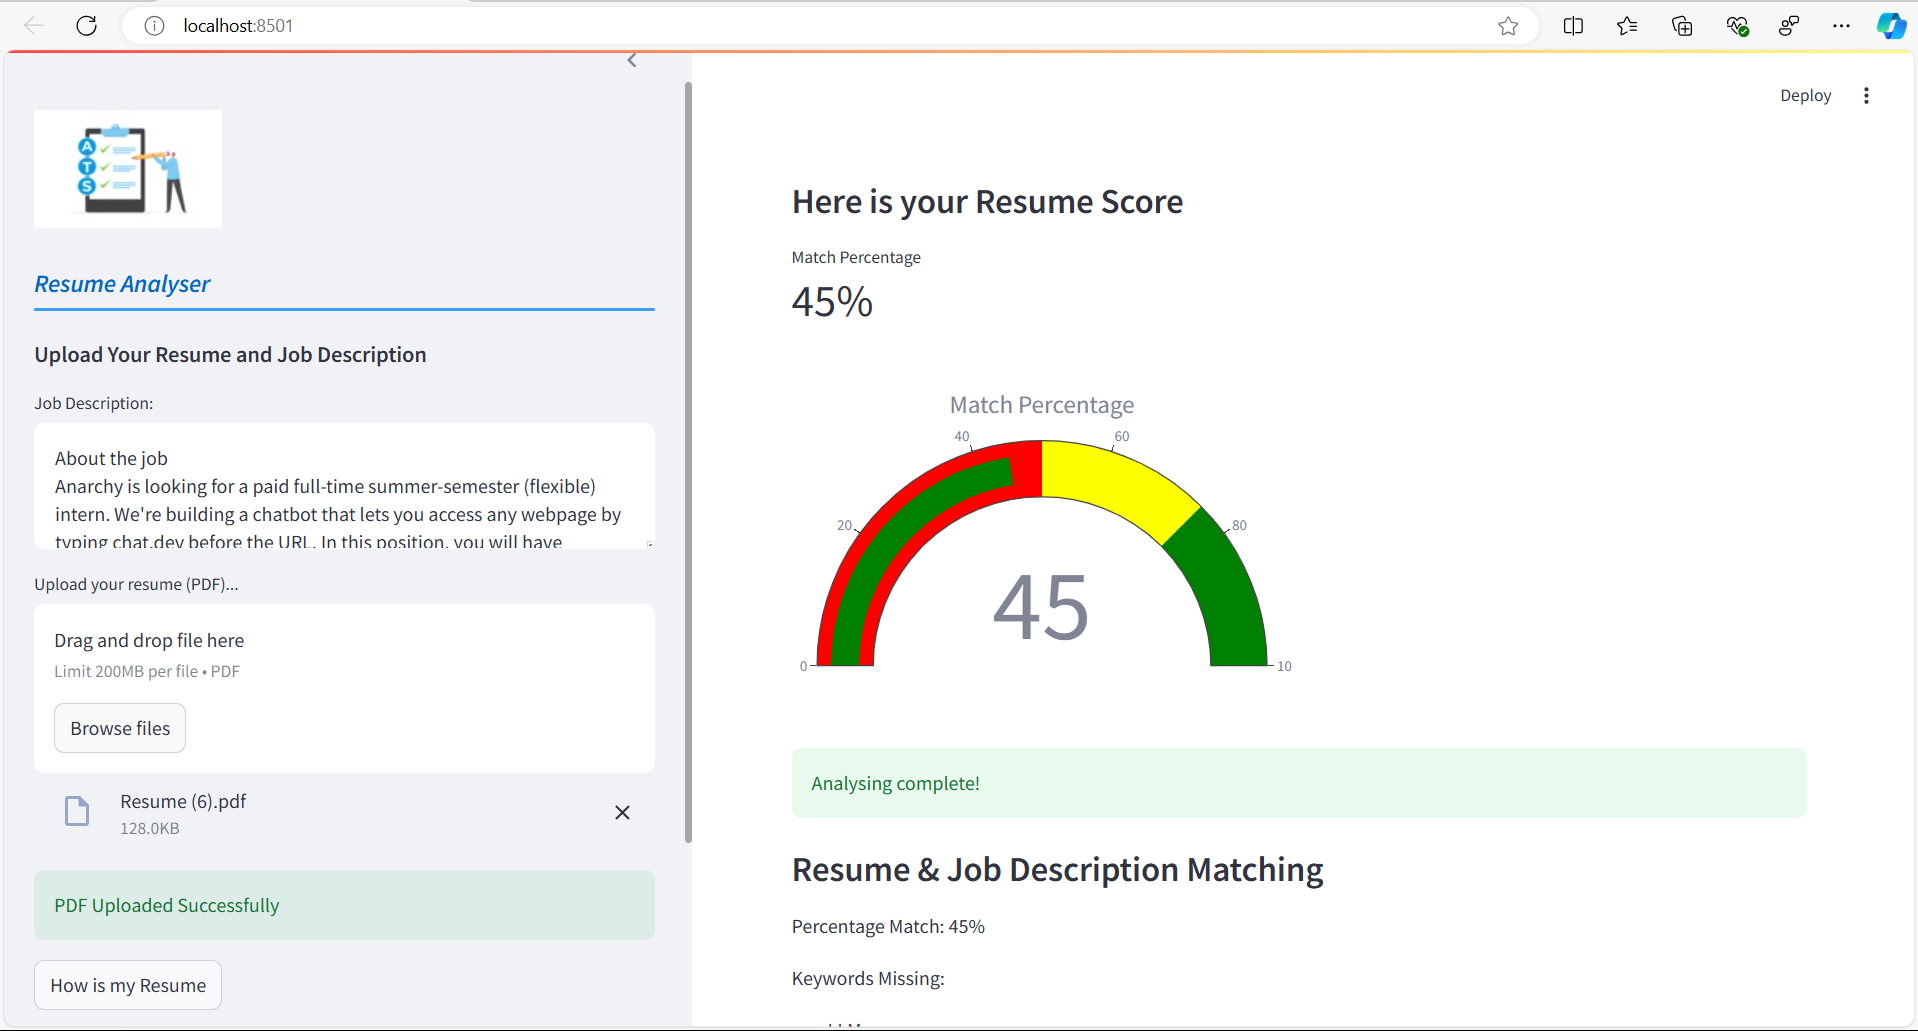 localhost:8501
Deploy
A
T
S
Resume Analyser
Upload Your Resume and Job Description
Job Description:
About the job
Anarchy is looking for a paid full-time summer-semester (flexible)
intern. We're building a chatbot that lets you access any webpage by
typing chat.dev before the URL. In this position, you will have
Upload your resume (PDF)...
Drag and drop file here
Limit 200MB per file • PDF
Browse files
Resume (6).pdf
128.0KB
PDF Uploaded Successfully
How is my Resume
Here is your Resume Score
Match Percentage
45%
Match Percentage
0
20
40
60
80
10
45
Analysing complete!
Resume & Job Description Matching
Percentage Match: 45%
Keywords Missing: